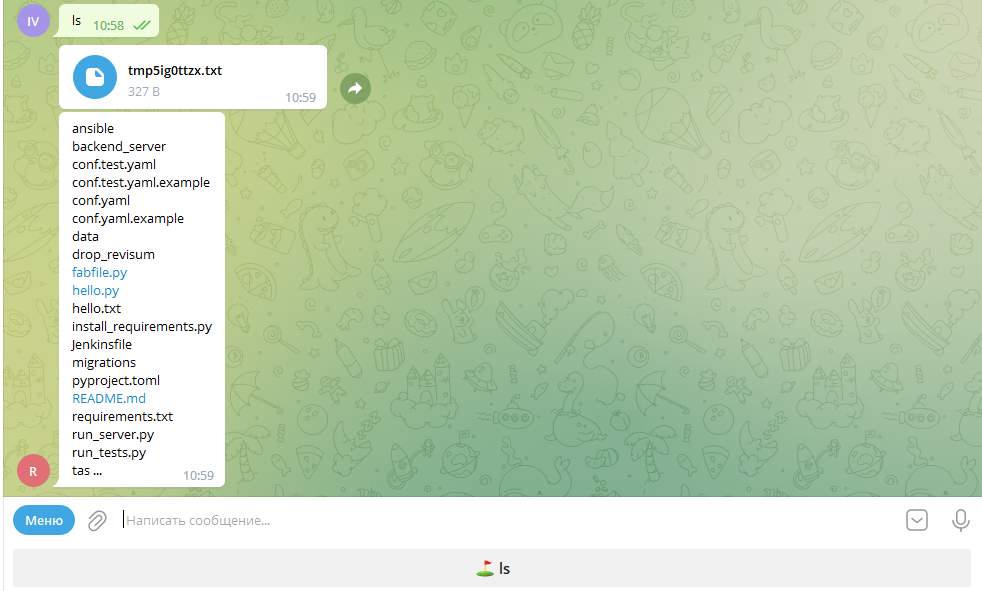 IV
ls 10:58
tmp5ig0ttzx.txt
327 B
10:59
ansible
backend_server
conf.test.yaml
conf.test.yaml.example
conf.yaml
conf.yaml.example
data
drop_revisum
fabfile.py
hello.py
hello.txt
install_requirements.py
Jenkinsfile
migrations
pyproject.toml
README.md
requirements.txt
run_server.py
run_tests.py
tas ...
10:59
R
Меню
Написать сообщение...
ls